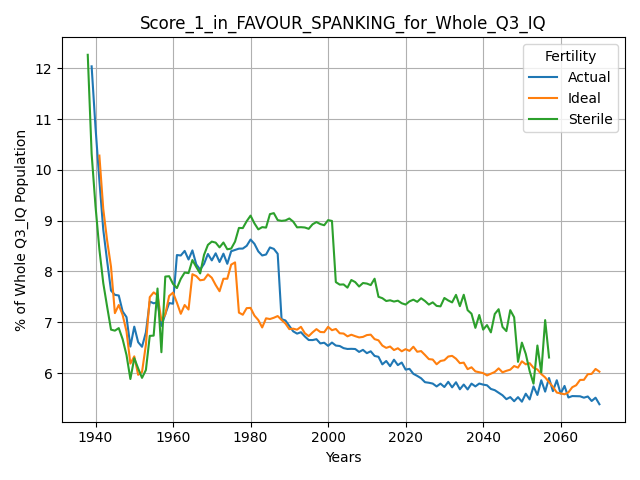 Score_1_in_FAVOUR_SPANKING_for_Whole_Q3_IQ
Fertility
Actual
Ideal
Sterile
% of Whole Q3_IQ Population
12
11
10
9
8
7
6
1940
1960
1980
2000
2020
2040
2060
Years